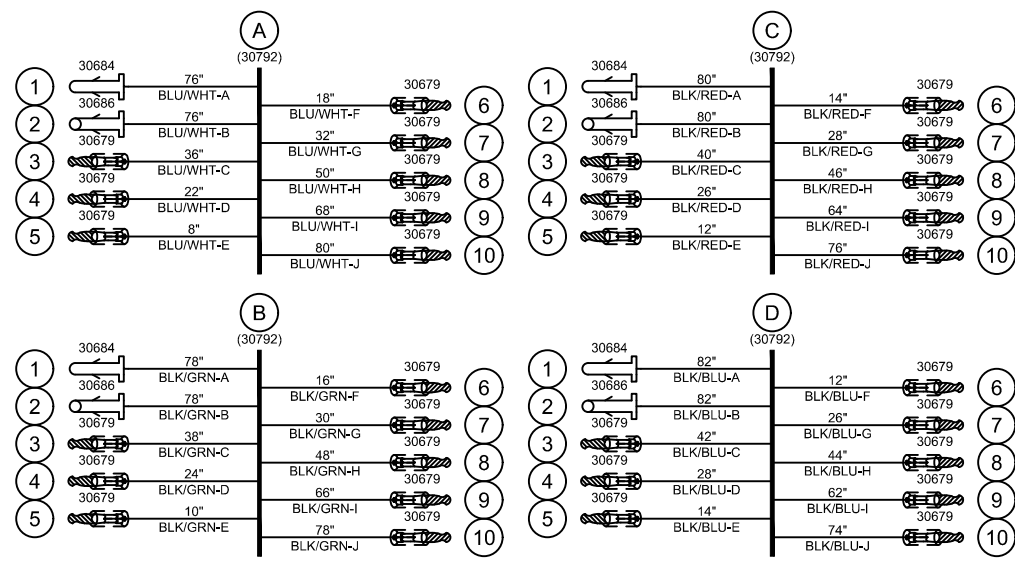 A
(30792)
30684
1
76"
BLU/WHT-A
30686
2
76"
BLU/WHT-B
30679
3
36"
BLU/WHT-C
30679
4
22"
BLU/WHT-D
30679
5
8"
BLU/WHT-E
30679
18"
BLU/WHT-F
6
30679
32"
BLU/WHT-G
7
30679
50"
BLU/WHT-H
8
30679
68"
BLU/WHT-I
9
30679
80"
BLU/WHT-J
10
C
(30792)
30684
1
80"
BLK/RED-A
30686
2
80"
BLK/RED-B
30679
3
40"
BLK/RED-C
30679
4
26"
BLK/RED-D
30679
5
12"
BLK/RED-E
30679
14"
BLK/RED-F
6
30679
28"
BLK/RED-G
7
30679
46"
BLK/RED-H
8
30679
64"
BLK/RED-I
9
30679
76"
BLK/RED-J
10
B
(30792)
30684
1
78"
BLK/GRN-A
30686
2
78"
BLK/GRN-B
30679
3
38"
BLK/GRN-C
30679
4
24"
BLK/GRN-D
30679
5
10"
BLK/GRN-E
30679
16"
BLK/GRN-F
6
30679
30"
BLK/GRN-G
7
30679
48"
BLK/GRN-H
8
30679
66"
BLK/GRN-I
9
30679
78"
BLK/GRN-J
10
D
(30792)
30684
1
82"
BLK/BLU-A
30686
2
82"
BLK/BLU-B
30679
3
42"
BLK/BLU-C
30679
4
28"
BLK/BLU-D
30679
5
14"
BLK/BLU-E
30679
12"
BLK/BLU-F
6
30679
26"
BLK/BLU-G
7
30679
44"
BLK/BLU-H
8
30679
62"
BLK/BLU-I
9
30679
74"
BLK/BLU-J
10